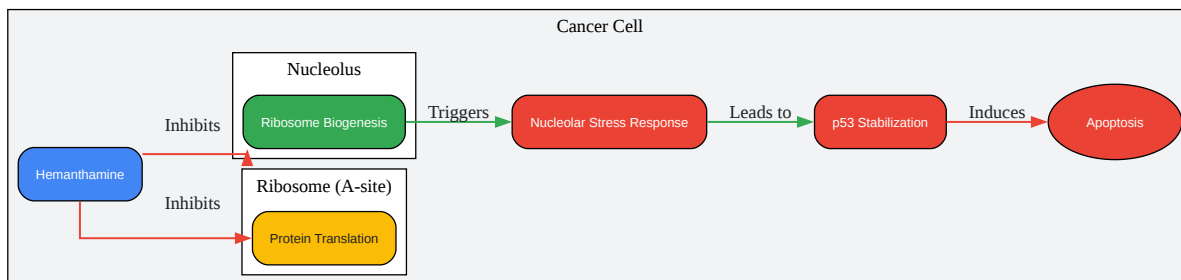 Cancer Cell
Nucleolus
Ribosome Biogenesis
Triggers
Nucleolar Stress Response
Leads to
p53 Stabilization
Induces
Apoptosis
Inhibits
Hemanthamine
Inhibits
Ribosome (A-site)
Protein Translation